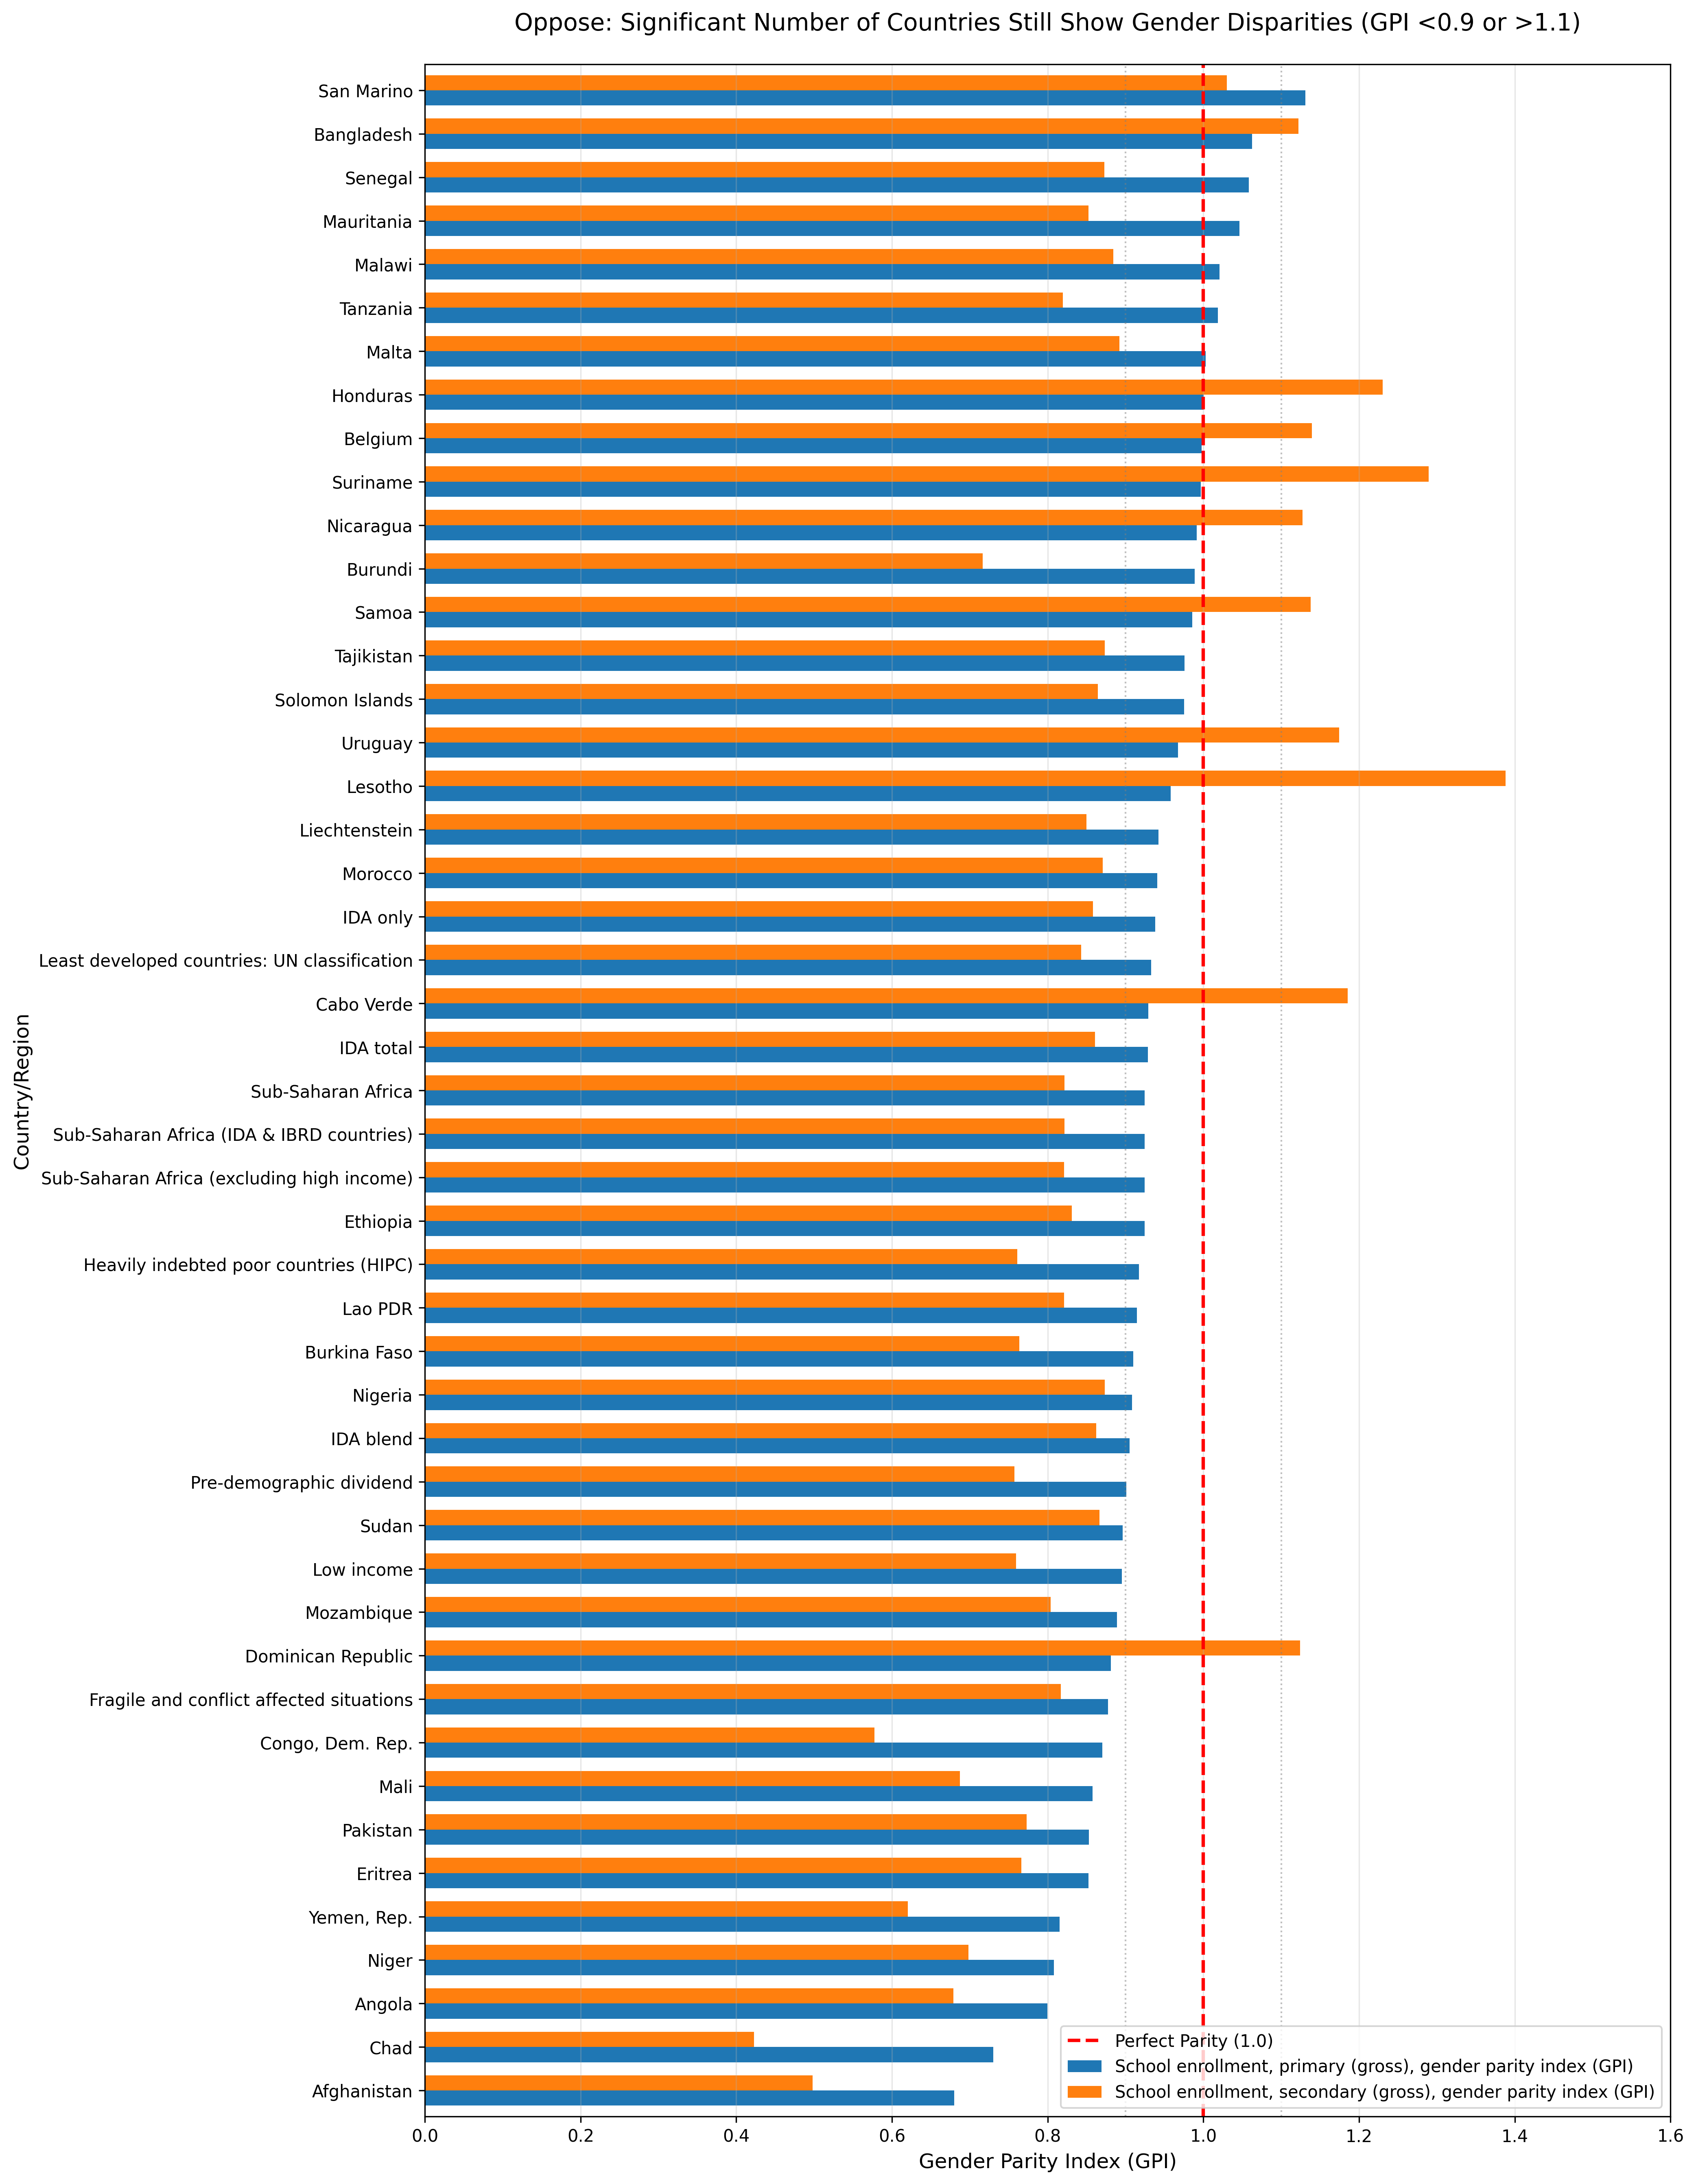 Oppose: Significant Number of Countries Still Show Gender Disparities (GPI <0.9 or >1.1)
San Marino
Bangladesh
Senegal
Mauritania
Malawi
Tanzania
Malta
Honduras
Belgium
Suriname
Nicaragua
Burundi
Samoa
Tajikistan
Solomon Islands
Uruguay
Lesotho
Liechtenstein
Morocco
IDA only
Least developed countries: UN classification
Cabo Verde
IDA total
Sub-Saharan Africa
Sub-Saharan Africa (IDA & IBRD countries)
Sub-Saharan Africa (excluding high income)
Ethiopia
Heavily indebted poor countries (HIPC)
Lao PDR
Burkina Faso
Nigeria
IDA blend
Pre-demographic dividend
Sudan
Low income
Mozambique
Dominican Republic
Fragile and conflict affected situations
Congo, Dem. Rep.
Mali
Pakistan
Eritrea
Yemen, Rep.
Niger
Angola
Chad
Afghanistan
Country/Region
Perfect Parity (1.0)
School enrollment, primary (gross), gender parity index (GPI)
School enrollment, secondary (gross), gender parity index (GPI)
0.0 0.2 0.4 0.6 0.8 1.0 1.2 1.4 1.6
Gender Parity Index (GPI)